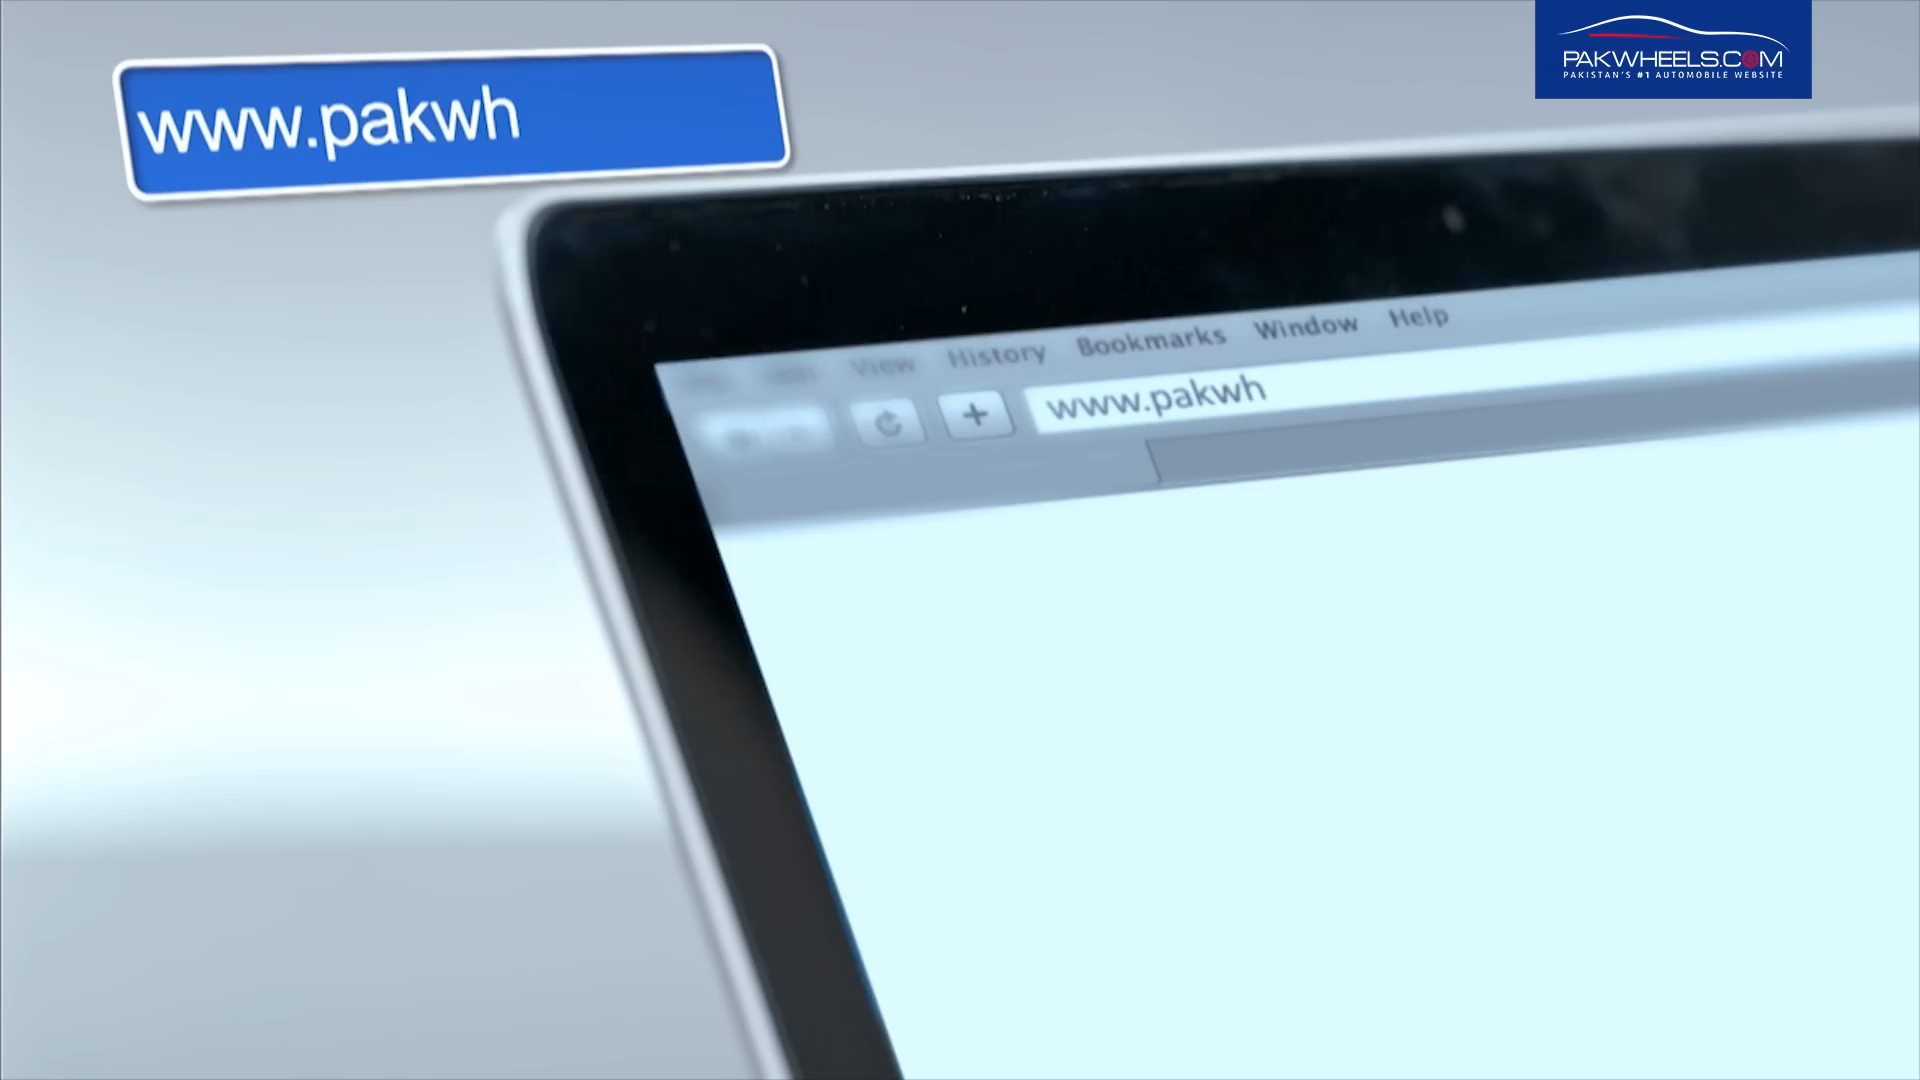 www.pakwh
PAKWHEELS.COM
PAKISTAN'S #1 AUTOMOBILE WEBSITE
View History Bookmarks Window Help
www.pakwh